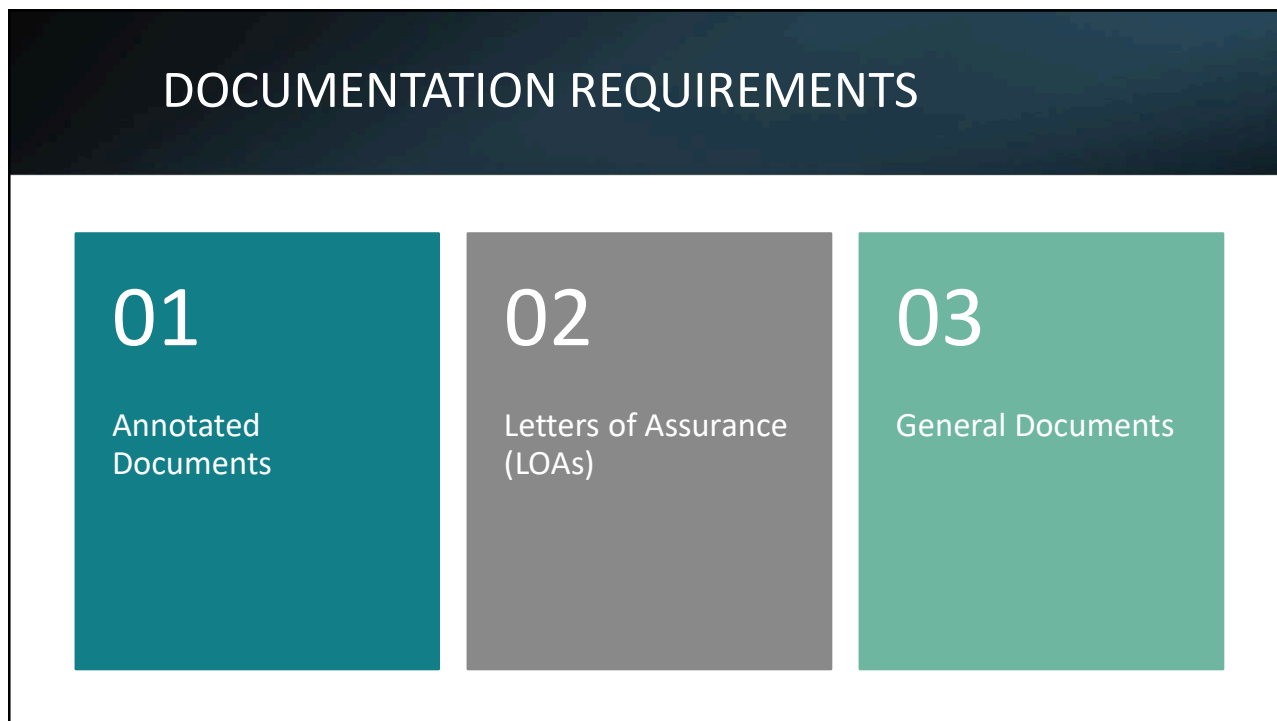 DOCUMENTATION REQUIREMENTS
01
Annotated
Documents
02
Letters of Assurance
(LOAs)
03
General Documents